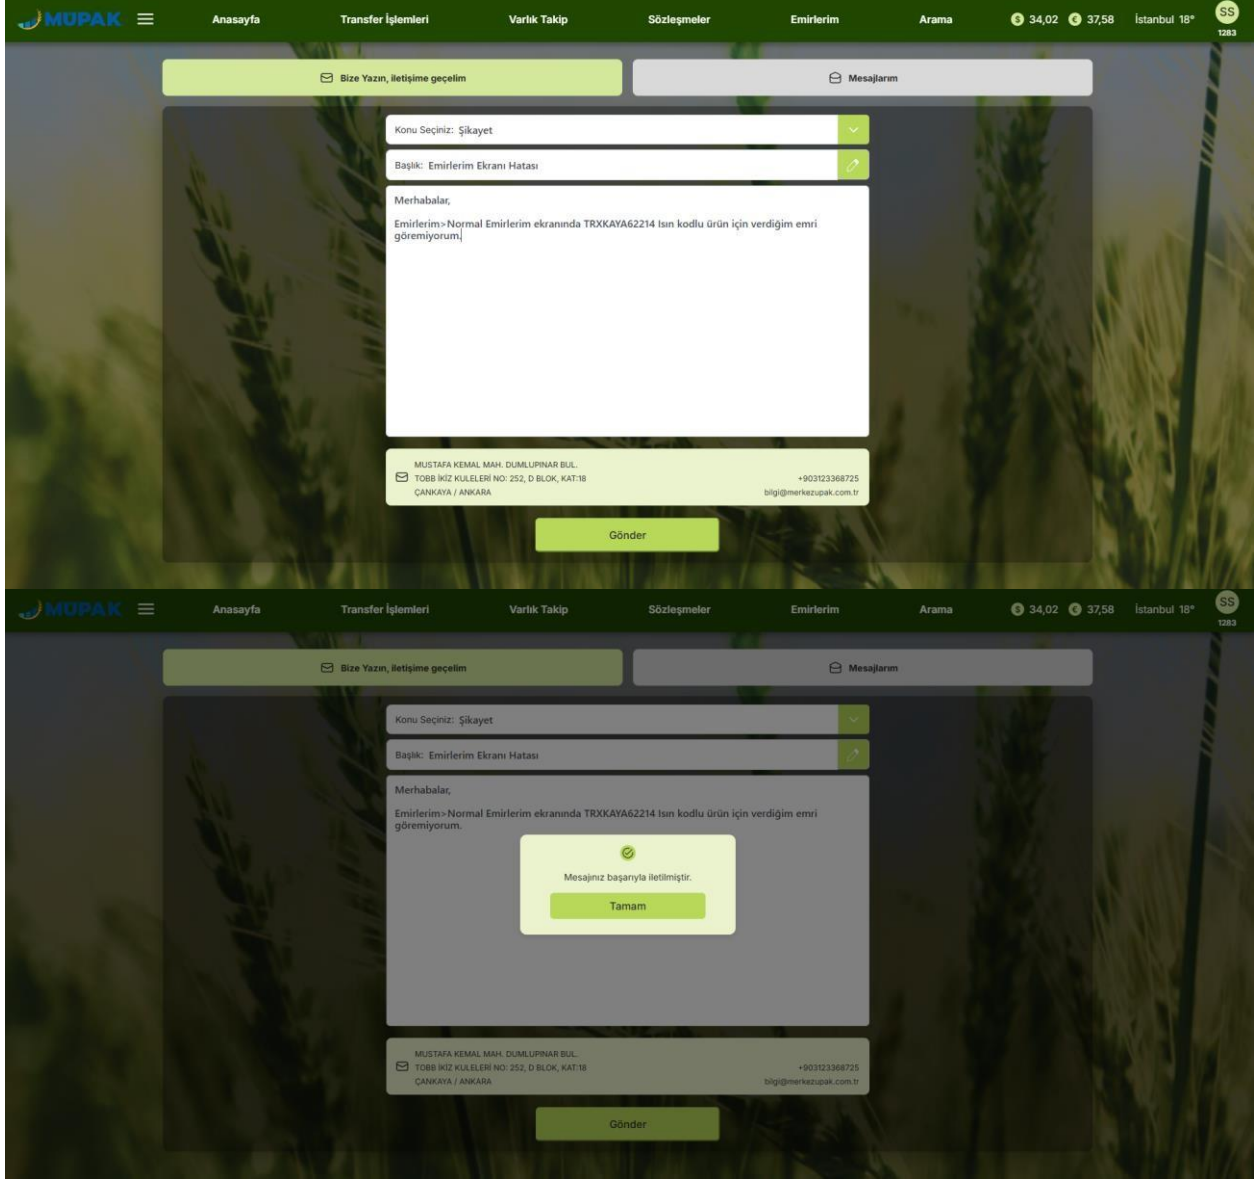 MÜPAK
Anasayfa
Transfer İşlemleri
Varlık Takip
Sözleşmeler
Emirlerim
Arama
$ 34,02 € 37,58
İstanbul 18°
SS
1283
Bize Yazın, iletişime geçelim
Mesajlarım
Konu Seçiniz: Şikayet
Başlık: Emirlerim Ekranı Hatası
Merhabalar,
Emirlerim>Normal Emirlerim ekranında TRXKAYA62214 Isın kodlu ürün için verdiğim emri
göremiyorum.
MUSTAFA KEMAL MAH. DUMLUPINAR BUL.
TOBB İKİZ KULELERİ NO: 252, D BLOK, KAT:18
ÇANKAYA / ANKARA
+903123368725
bilgi@merkezupak.com.tr
Gönder
MÜPAK
Anasayfa
Transfer İşlemleri
Varlık Takip
Sözleşmeler
Emirlerim
Arama
$ 34,02 € 37,58
İstanbul 18°
SS
1283
Bize Yazın, iletişime geçelim
Mesajlarım
Konu Seçiniz: Şikayet
Başlık: Emirlerim Ekranı Hatası
Merhabalar,
Emirlerim>Normal Emirlerim ekranında TRXKAYA62214 Isın kodlu ürün için verdiğim emri
göremiyorum.
Mesajınız başarıyla iletilmiştir.
Tamam
MUSTAFA KEMAL MAH. DUMLUPINAR BUL.
TOBB İKİZ KULELERİ NO: 252, D BLOK, KAT:18
ÇANKAYA / ANKARA
+903123368725
bilgi@merkezupak.com.tr
Gönder